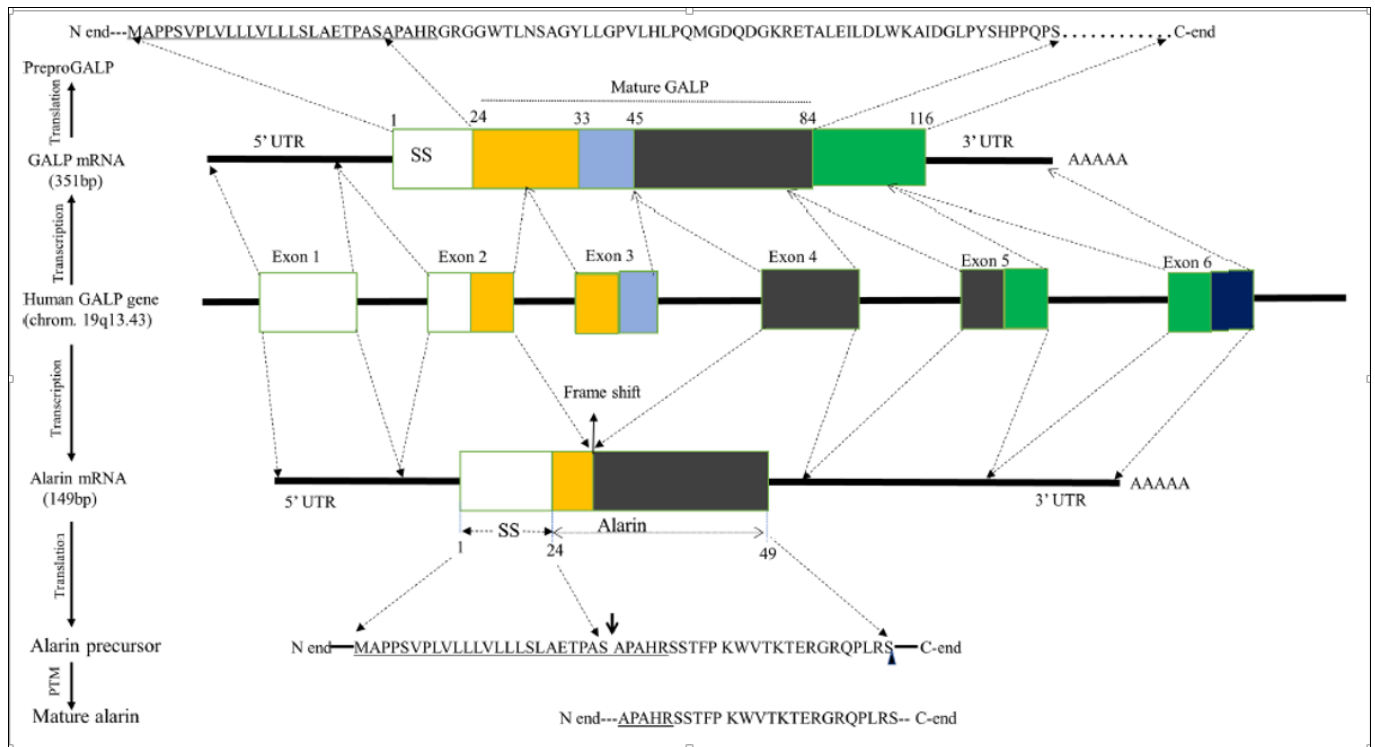 N end---MAPPSVPLVLLLVLLLSLAETPASAPAHRGRGGWTLNSAGYLLGPVLHLPQMGDQDGKRETALEILDLWKAIDGLPYSHPPQPS............C-end
PreproGALP
Translation
Mature GALP
1 24 33 45 84 116
5' UTR
SS
3' UTR
GALP mRNA
(351bp)
AAAAA
Transcription
Exon 1 Exon 2 Exon 3 Exon 4 Exon 5 Exon 6
Human GALP gene
(chrom. 19q13.43)
Transcription
Frame shift
Alarin mRNA
(149bp)
5' UTR
3' UTR
AAAAA
SS Alarin
1 24 49
Translation
Alarin precursor
N end MAPPSVPLVLLLVLLLSLAETPAS APAHRSSTFP KWVTKTERGRQPLRS C-end
PTM
Mature alarin
N end---APAHRSSTFP KWVTKTERGRQPLRS-- C-end